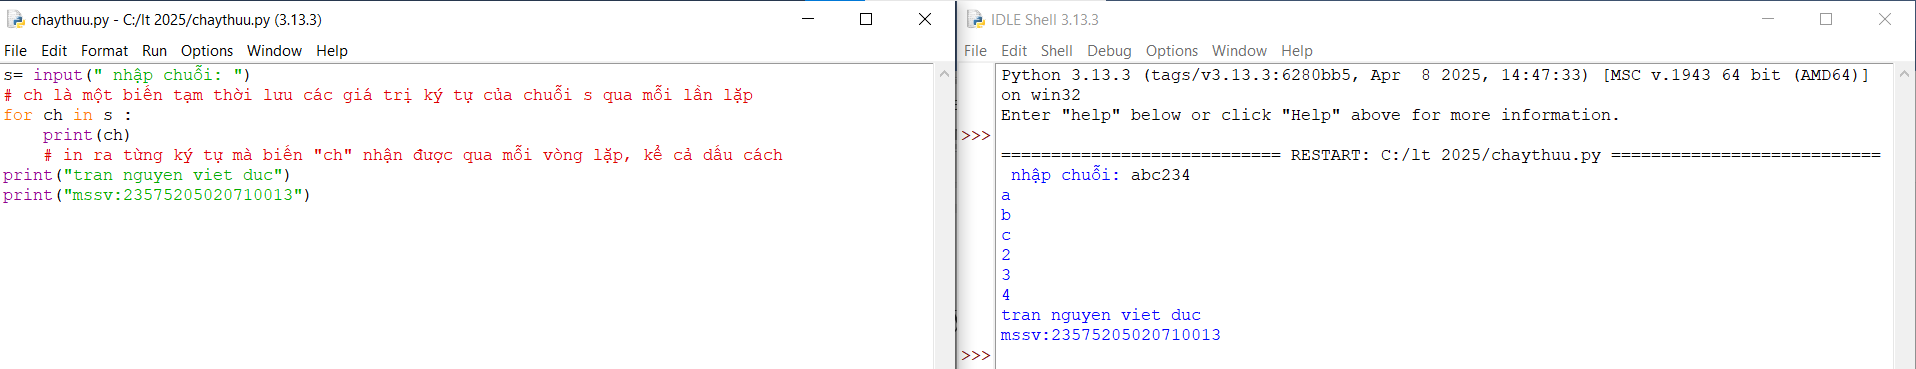 chaythuu.py - C:/lt 2025/chaythuu.py (3.13.3)
File Edit Format Run Options Window Help
s= input(" nhập chuỗi: ")
# ch là một biến tạm thời lưu các giá trị ký tự của chuỗi s qua mỗi lần lặp
for ch in s :
    print(ch)
    # in ra từng ký tự mà biến "ch" nhận được qua mỗi vòng lặp, kể cả dấu cách
print("tran nguyen viet duc")
print("mssv:23575205020710013")
IDLE Shell 3.13.3
File Edit Shell Debug Options Window Help
Python 3.13.3 (tags/v3.13.3:6280bb5, Apr  8 2025, 14:47:33) [MSC v.1943 64 bit (AMD64)]
on win32
Enter "help" below or click "Help" above for more information.
>>>
============================ RESTART: C:/lt 2025/chaythuu.py ===========================
 nhập chuỗi: abc234
a
b
c
2
3
4
tran nguyen viet duc
mssv:23575205020710013
>>>